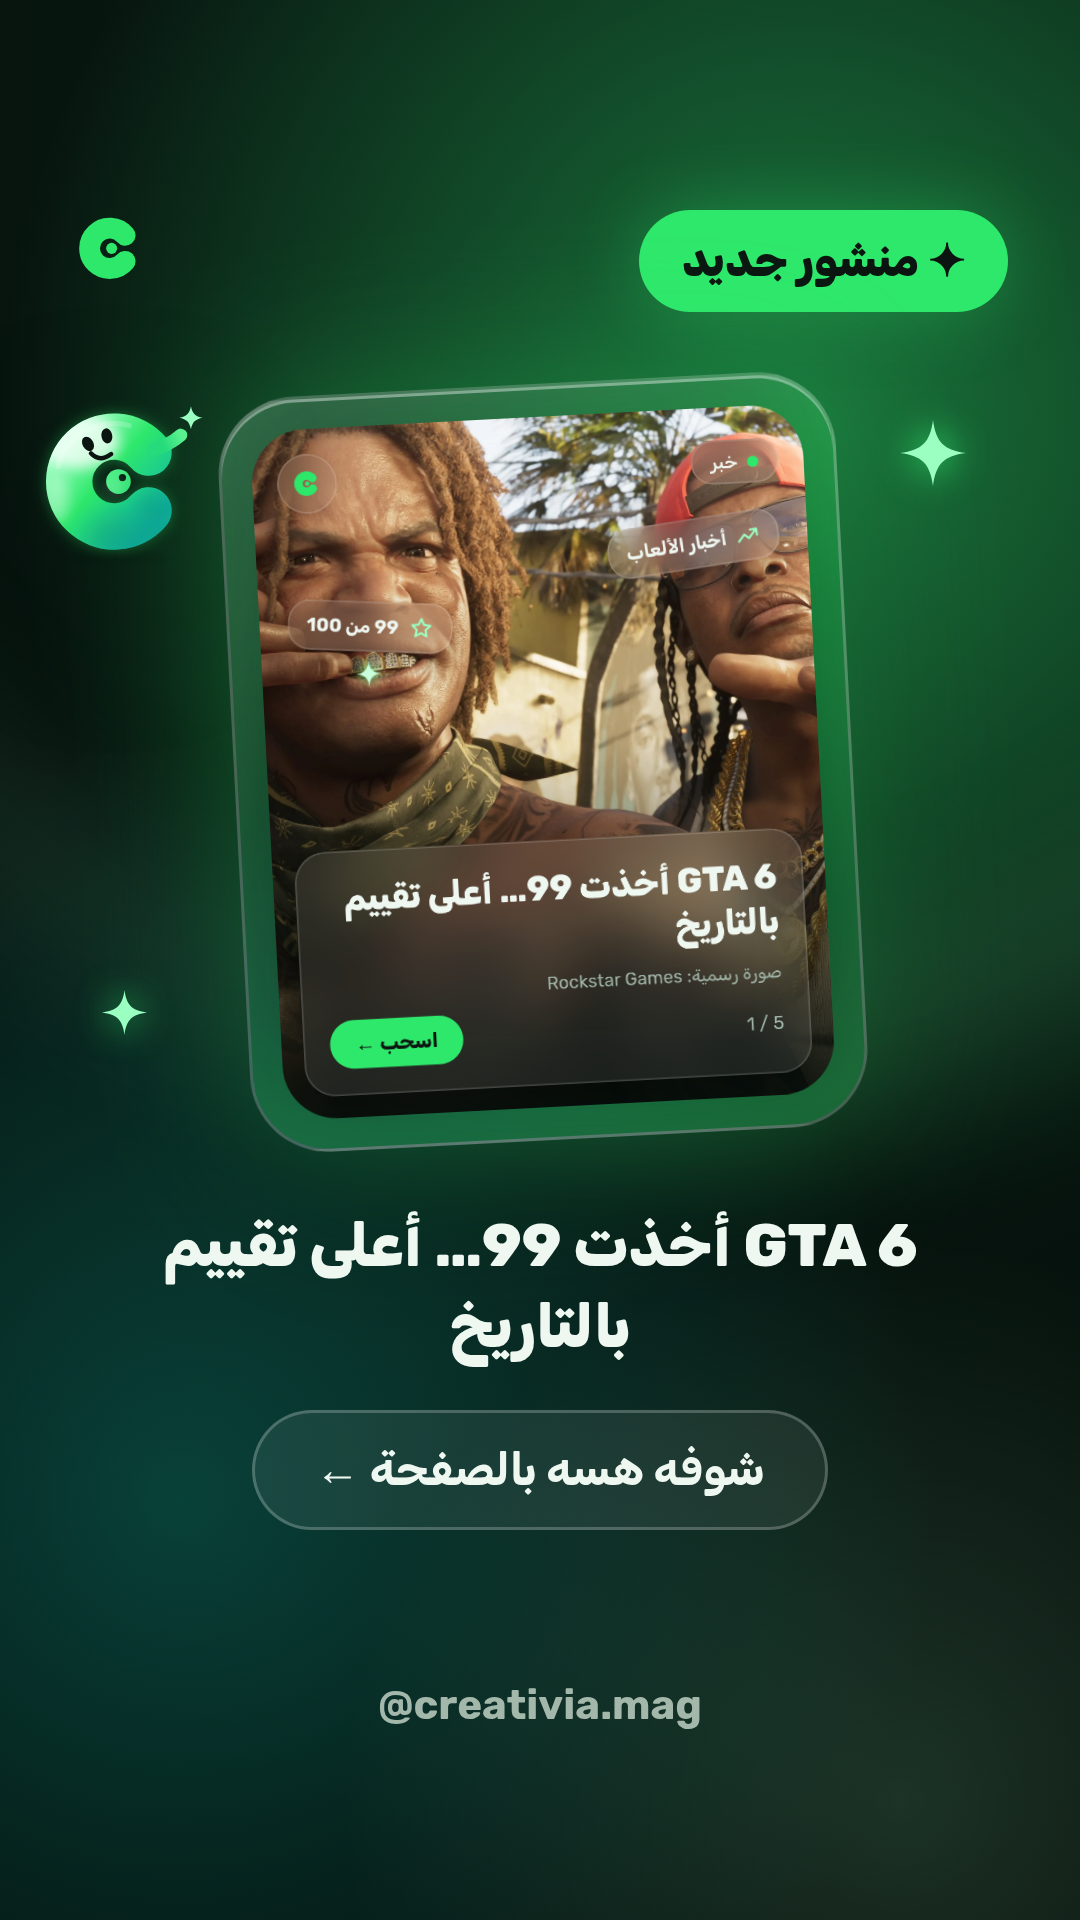 ✦ منشور جديد
خبر
أخبار الألعاب
99 من 100
GTA 6 أخذت 99... أعلى تقييم
بالتاريخ
صورة رسمية: Rockstar Games
1 / 5
اسحب ←
GTA 6 أخذت 99... أعلى تقييم
بالتاريخ
شوفه هسه بالصفحة ←
@creativia.mag